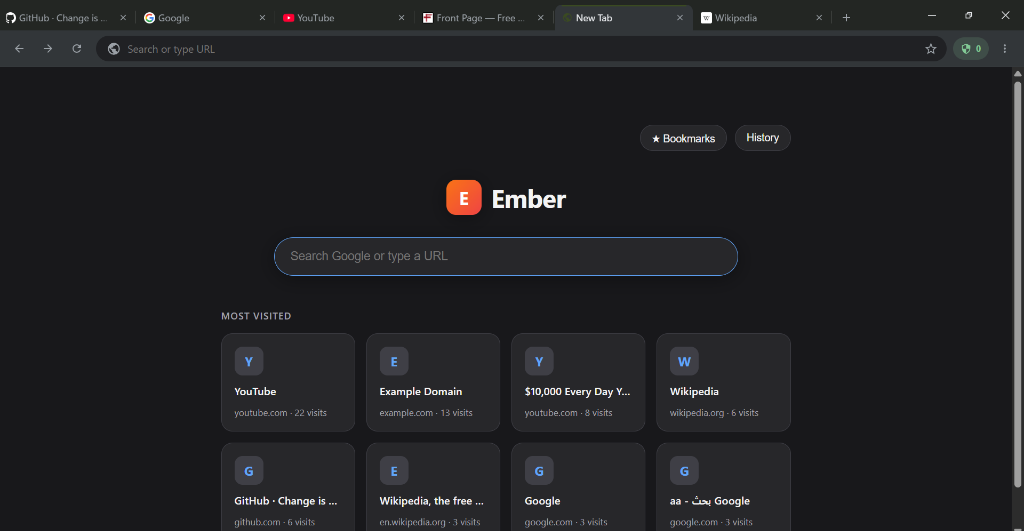 GitHub · Change is ...
Google
YouTube
Front Page — Free ...
New Tab
Wikipedia
Search or type URL
0
★ Bookmarks
History
E
Ember
Search Google or type a URL
MOST VISITED
Y
E
Y
W
YouTube
Example Domain
$10,000 Every Day Y...
Wikipedia
youtube.com · 22 visits
example.com · 13 visits
youtube.com · 8 visits
wikipedia.org · 6 visits
G
E
G
G
GitHub · Change is ...
Wikipedia, the free ...
Google
aa - بحث Google
github.com · 6 visits
en.wikipedia.org · 3 visits
google.com · 3 visits
google.com · 3 visits